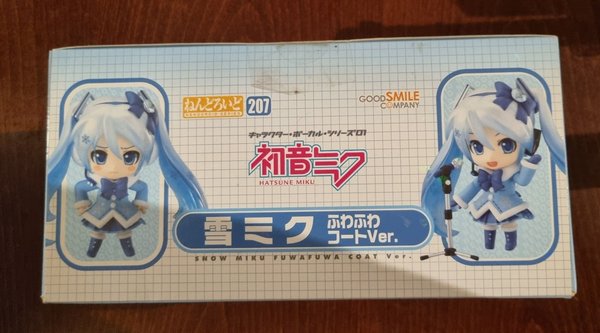 ねんどろいど 207
GOOD SMILE COMPANY
キャラクター・ボーカル・シリーズ01
初音ミク
HATSUNE MIKU
雪ミク ふわふわコートVer.
SNOW MIKU FUWAFUWA COAT Ver.